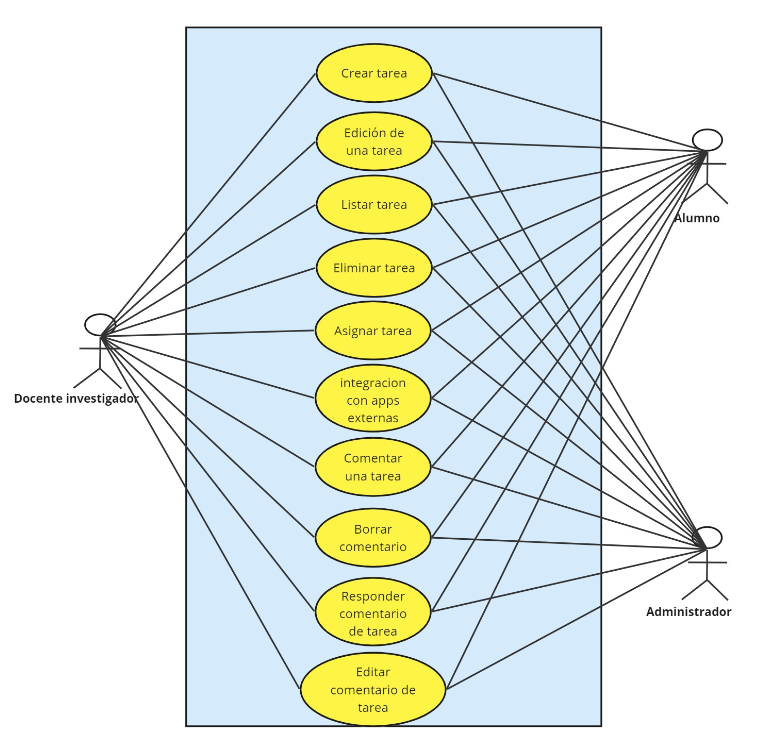 Crear tarea
Edición de
una tarea
Listar tarea
Alumno
Eliminar tarea
Asignar tarea
Docente investigador
integracion
con apps
externas
Comentar
una tarea
Borrar
comentario
Responder
comentario
de tarea
Administrador
Editar
comentario de
tarea